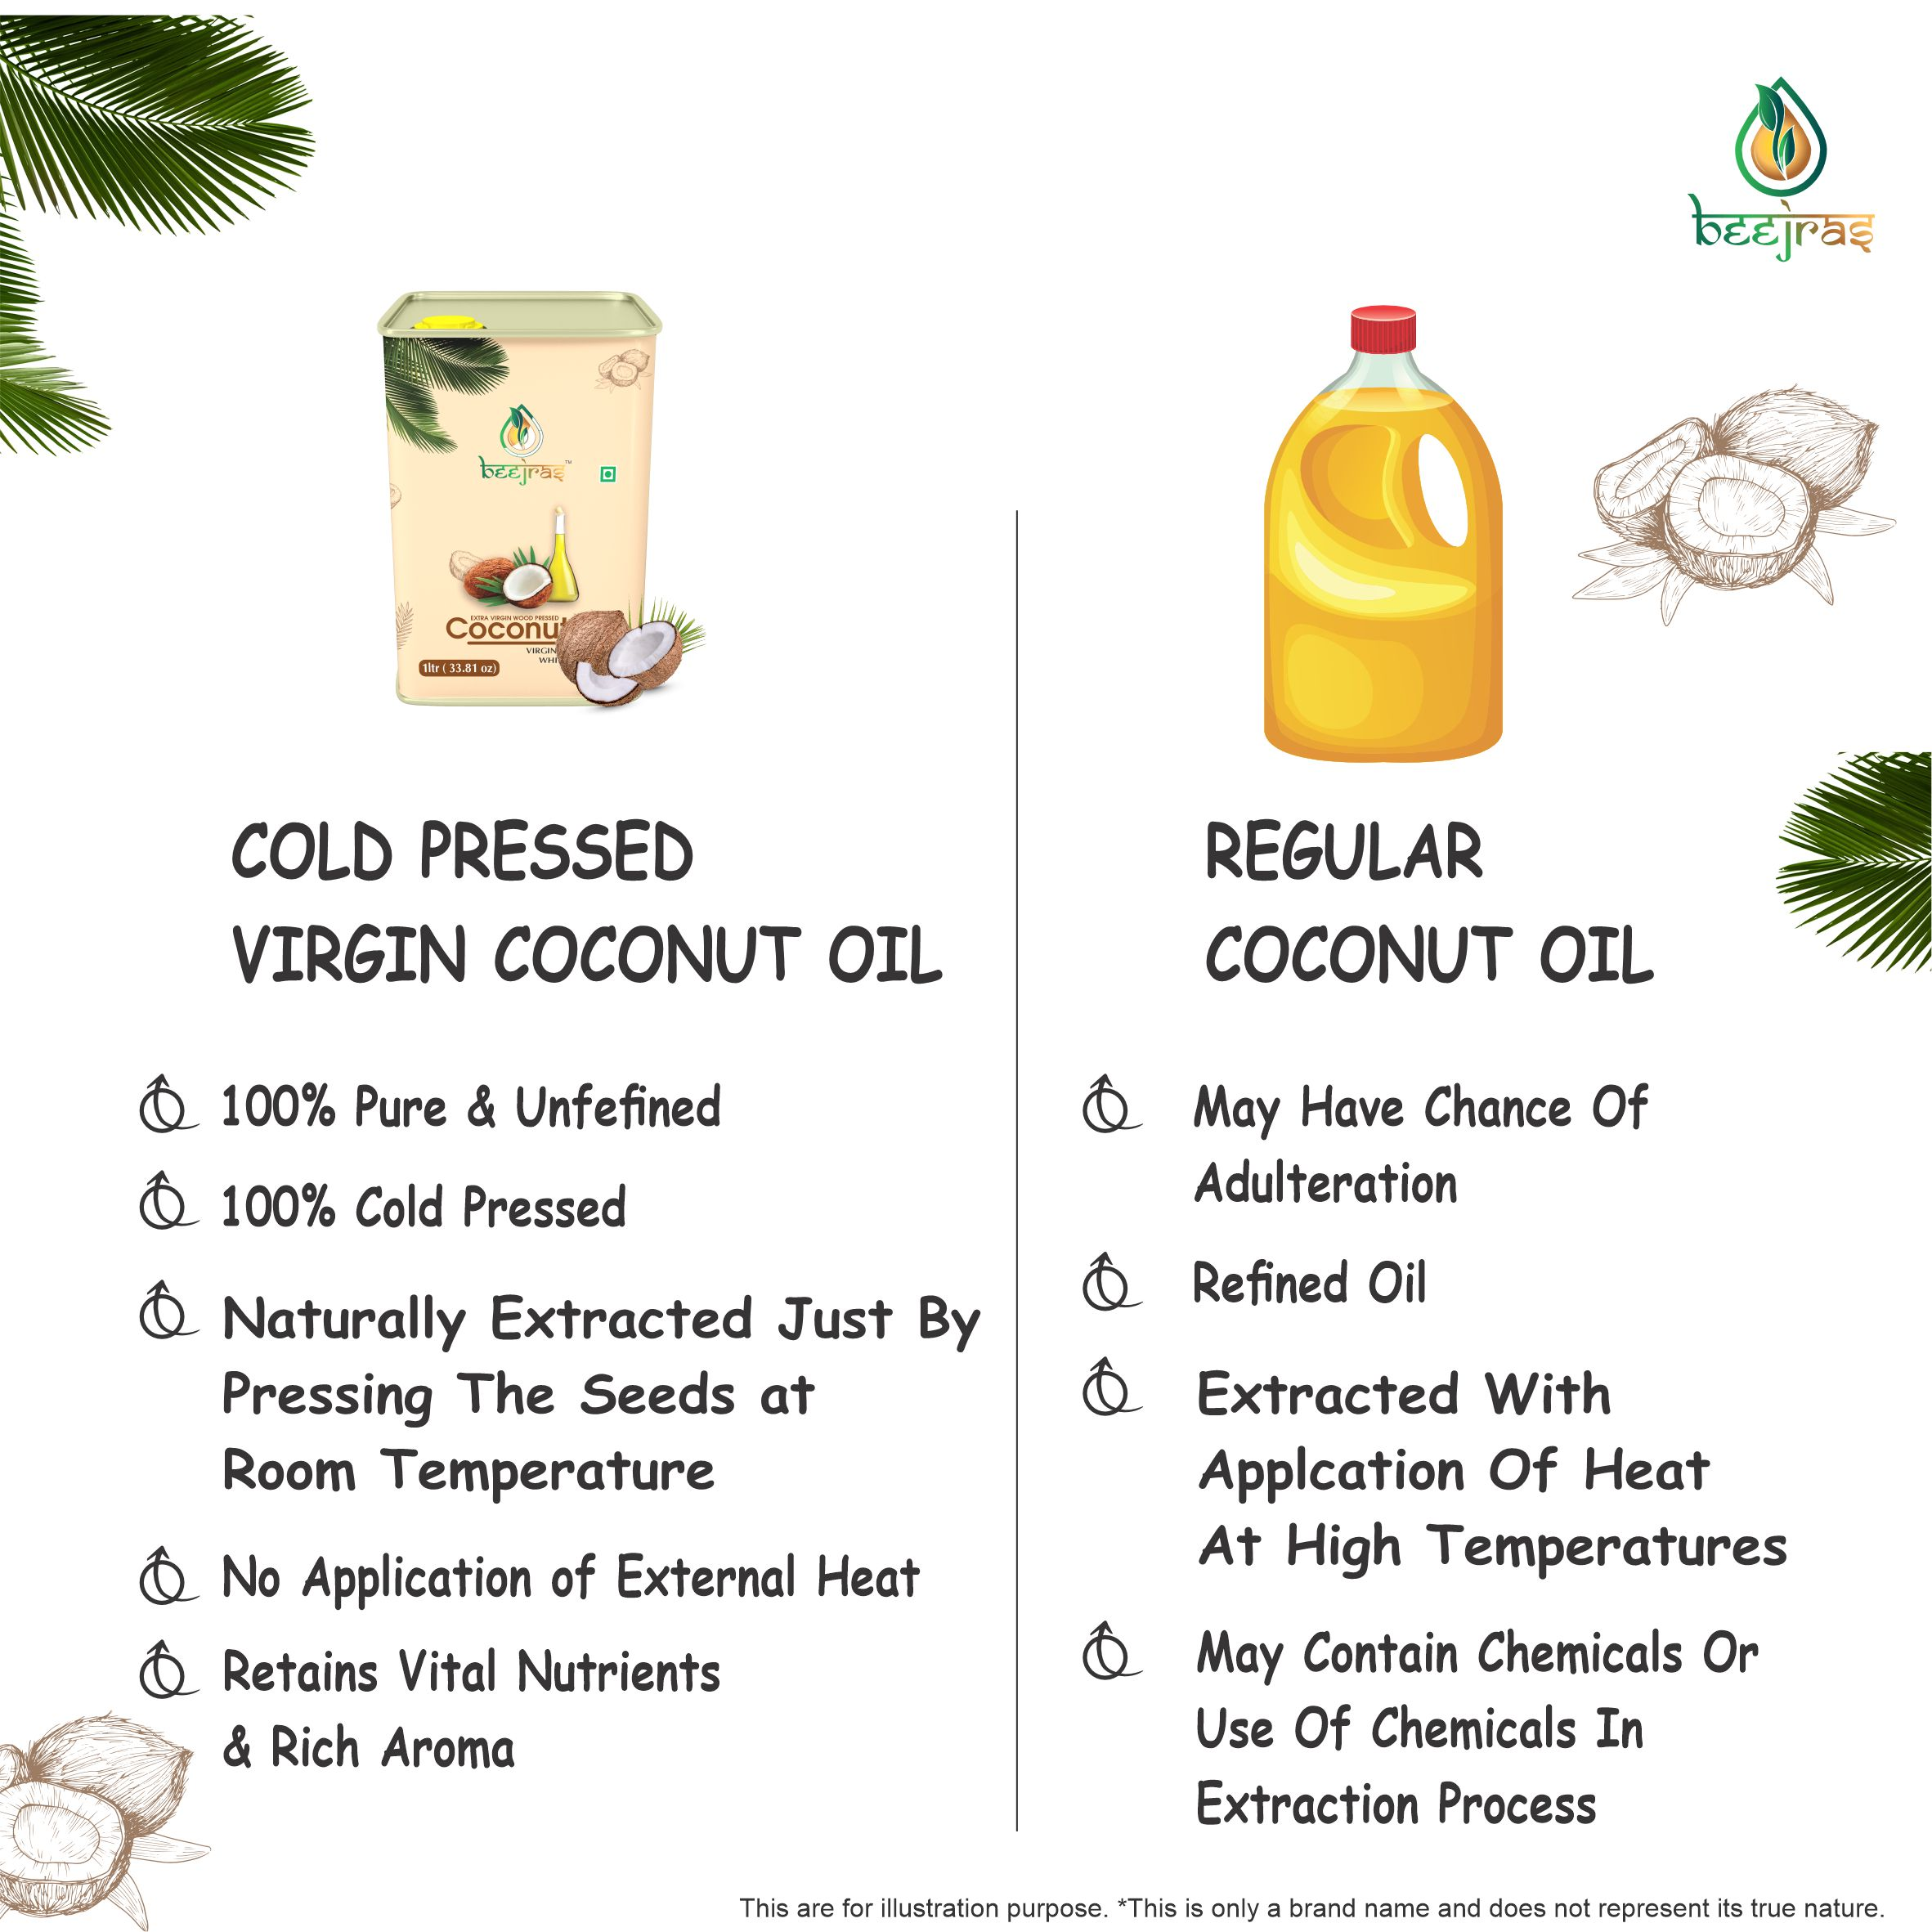 beejras
beejras™
EXTRA VIRGIN WOOD PRESSED
VIRGIN
1ltr ( 33.81 oz)
COLD PRESSED
VIRGIN COCONUT OIL
100% Pure & Unfefined
100% Cold Pressed
Naturally Extracted Just By
Pressing The Seeds at
Room Temperature
No Application of External Heat
Retains Vital Nutrients
& Rich Aroma
REGULAR
COCONUT OIL
May Have Chance Of
Adulteration
Refined Oil
Extracted With
Applcation Of Heat
At High Temperatures
May Contain Chemicals Or
Use Of Chemicals In
Extraction Process
This are for illustration purpose. *This is only a brand name and does not represent its true nature.